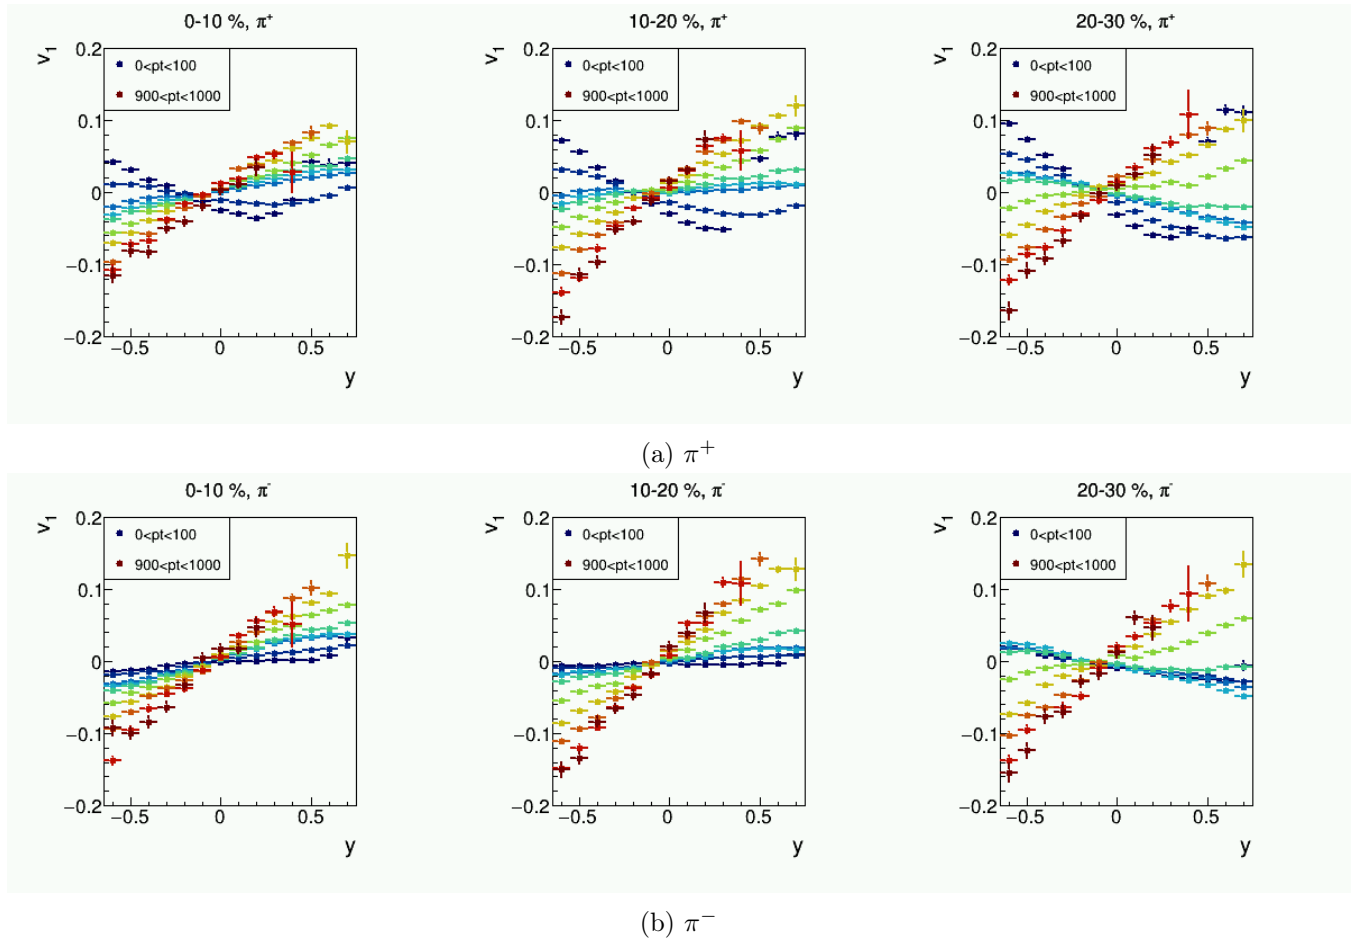 0-10 %, π⁺ 10-20 %, π⁺ 20-30 %, π⁺
v₁ 0.2 v₁ 0.2 v₁ 0.2
0<pt<100 0<pt<100 0<pt<100
900<pt<1000 900<pt<1000 900<pt<1000
0.1 0.1 0.1
0 0 0
−0.1 −0.1 −0.1
−0.2 −0.2 −0.2
−0.5 0 0.5 −0.5 0 0.5 −0.5 0 0.5
y y y
(a) π⁺
0-10 %, π⁻ 10-20 %, π⁻ 20-30 %, π⁻
v₁ 0.2 v₁ 0.2 v₁ 0.2
0<pt<100 0<pt<100 0<pt<100
900<pt<1000 900<pt<1000 900<pt<1000
0.1 0.1 0.1
0 0 0
−0.1 −0.1 −0.1
−0.2 −0.2 −0.2
−0.5 0 0.5 −0.5 0 0.5 −0.5 0 0.5
y y y
(b) π⁻